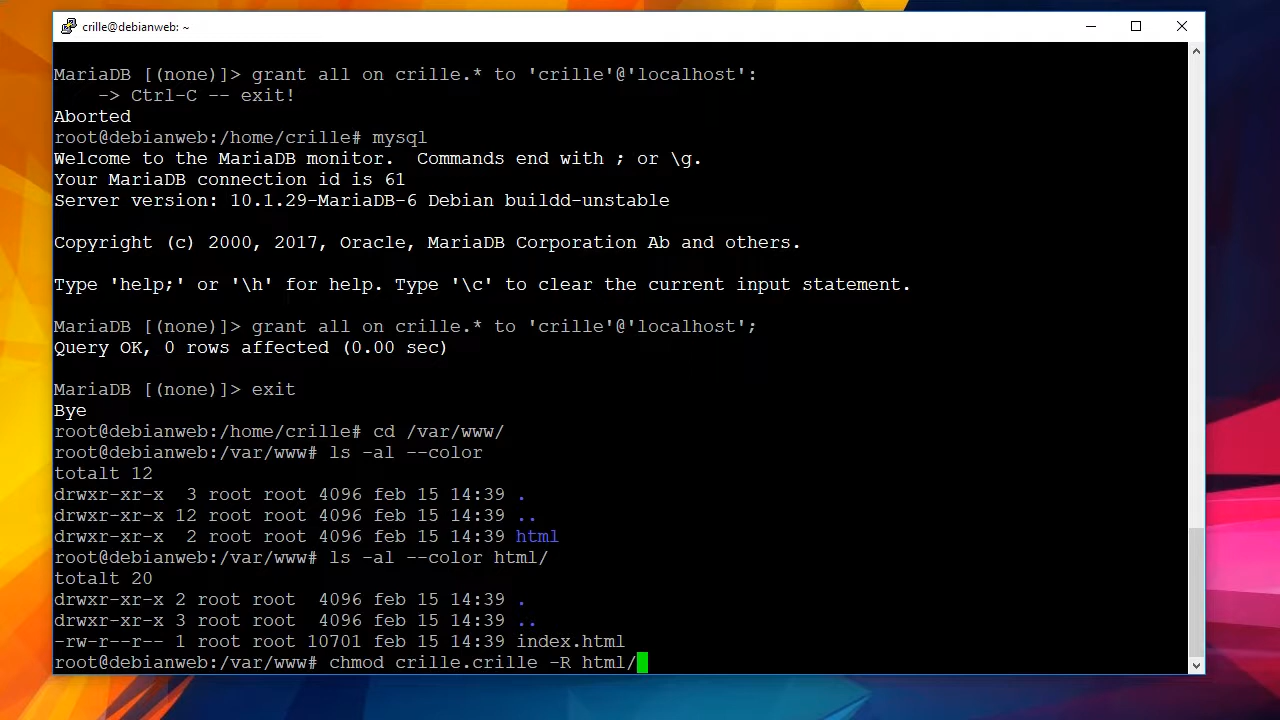 crille@debianweb: ~
MariaDB [(none)]> grant all on crille.* to 'crille'@'localhost':
    -> Ctrl-C -- exit!
Aborted
root@debianweb:/home/crille# mysql
Welcome to the MariaDB monitor.  Commands end with ; or \g.
Your MariaDB connection id is 61
Server version: 10.1.29-MariaDB-6 Debian buildd-unstable
Copyright (c) 2000, 2017, Oracle, MariaDB Corporation Ab and others.
Type 'help;' or '\h' for help. Type '\c' to clear the current input statement.
MariaDB [(none)]> grant all on crille.* to 'crille'@'localhost';
Query OK, 0 rows affected (0.00 sec)
MariaDB [(none)]> exit
Bye
root@debianweb:/home/crille# cd /var/www/
root@debianweb:/var/www# ls -al --color
totalt 12
drwxr-xr-x  3 root root 4096 feb 15 14:39 .
drwxr-xr-x 12 root root 4096 feb 15 14:39 ..
drwxr-xr-x  2 root root 4096 feb 15 14:39 html
root@debianweb:/var/www# ls -al --color html/
totalt 20
drwxr-xr-x 2 root root  4096 feb 15 14:39 .
drwxr-xr-x 3 root root  4096 feb 15 14:39 ..
-rw-r--r-- 1 root root 10701 feb 15 14:39 index.html
root@debianweb:/var/www# chmod crille.crille -R html/